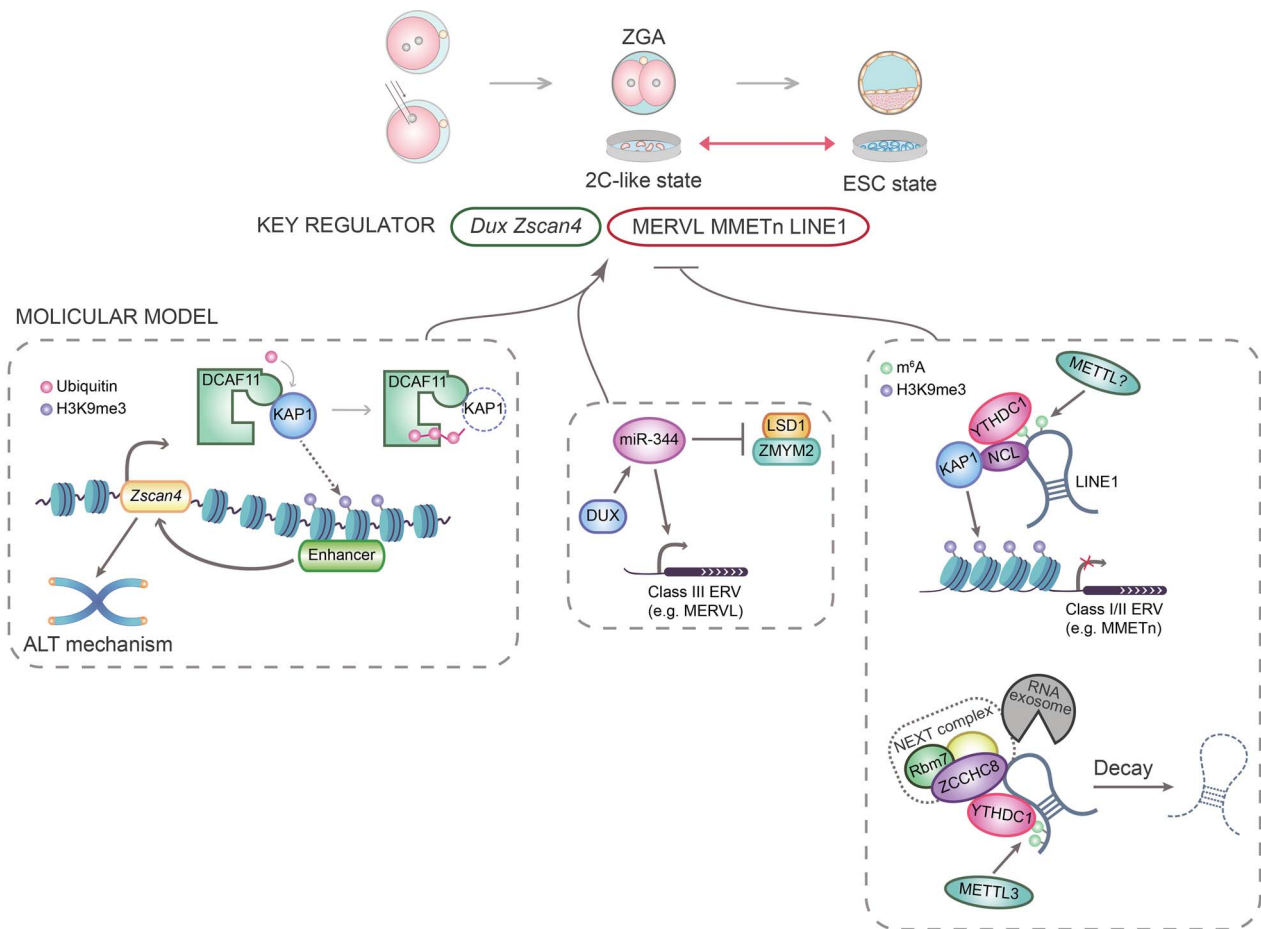 ZGA
2C-like state
ESC state
KEY REGULATOR
Dux Zscan4
MERVL MMETn LINE1
MOLICULAR MODEL
Ubiquitin
H3K9me3
DCAF11
KAP1
DCAF11
KAP1
Zscan4
Enhancer
ALT mechanism
miR-344
LSD1
ZMYM2
DUX
Class III ERV
(e.g. MERVL)
m⁶A
H3K9me3
METTL?
YTHDC1
KAP1
NCL
LINE1
Class I/II ERV
(e.g. MMETn)
RNA
exosome
NEXT complex
Rbm7
ZCCHC8
YTHDC1
METTL3
Decay